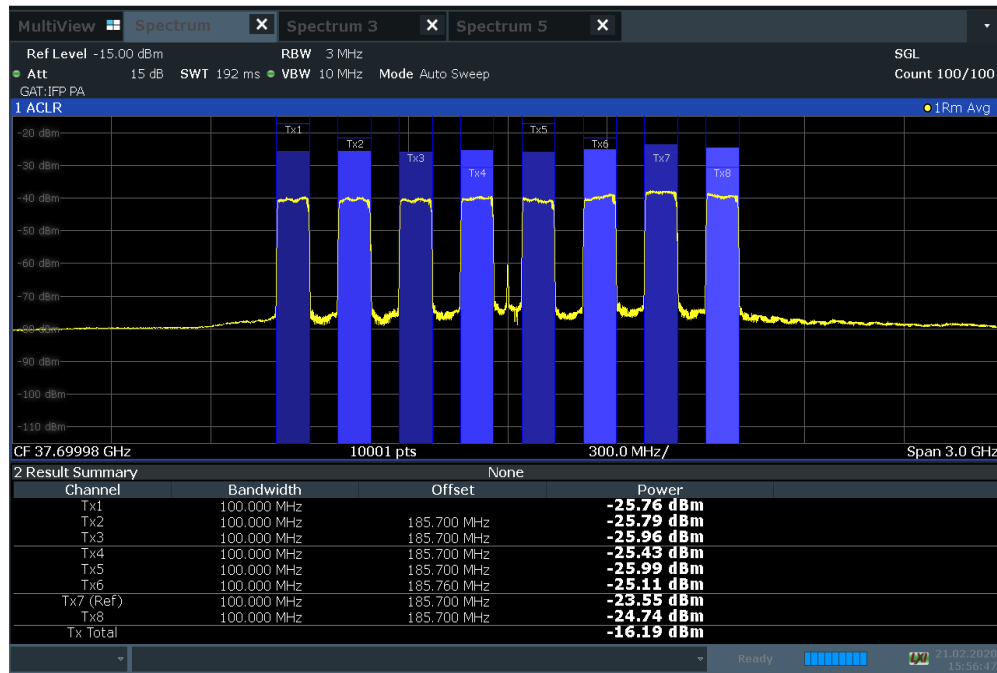 MultiView Spectrum X Spectrum 3 X Spectrum 5 X
Ref Level -15.00 dBm RBW 3 MHz SGL
Att 15 dB SWT 192 ms VBW 10 MHz Mode Auto Sweep Count 100/100
GAT:IFP PA
1 ACLR 1Rm Avg
-20 dBm
Tx1 Tx5
Tx2 Tx6
Tx3 Tx7
-30 dBm
Tx4 Tx8
-40 dBm
-50 dBm
-60 dBm
-70 dBm
-80 dBm
-90 dBm
-100 dBm
-110 dBm
CF 37.69998 GHz 10001 pts 300.0 MHz/ Span 3.0 GHz
2 Result Summary None
Channel Bandwidth Offset Power
Tx1 100.000 MHz -25.76 dBm
Tx2 100.000 MHz 185.700 MHz -25.79 dBm
Tx3 100.000 MHz 185.700 MHz -25.96 dBm
Tx4 100.000 MHz 185.700 MHz -25.43 dBm
Tx5 100.000 MHz 185.700 MHz -25.99 dBm
Tx6 100.000 MHz 185.760 MHz -25.11 dBm
Tx7 (Ref) 100.000 MHz 185.700 MHz -23.55 dBm
Tx8 100.000 MHz 185.700 MHz -24.74 dBm
Tx Total -16.19 dBm
Ready LXI 21.02.2020
15:56:47